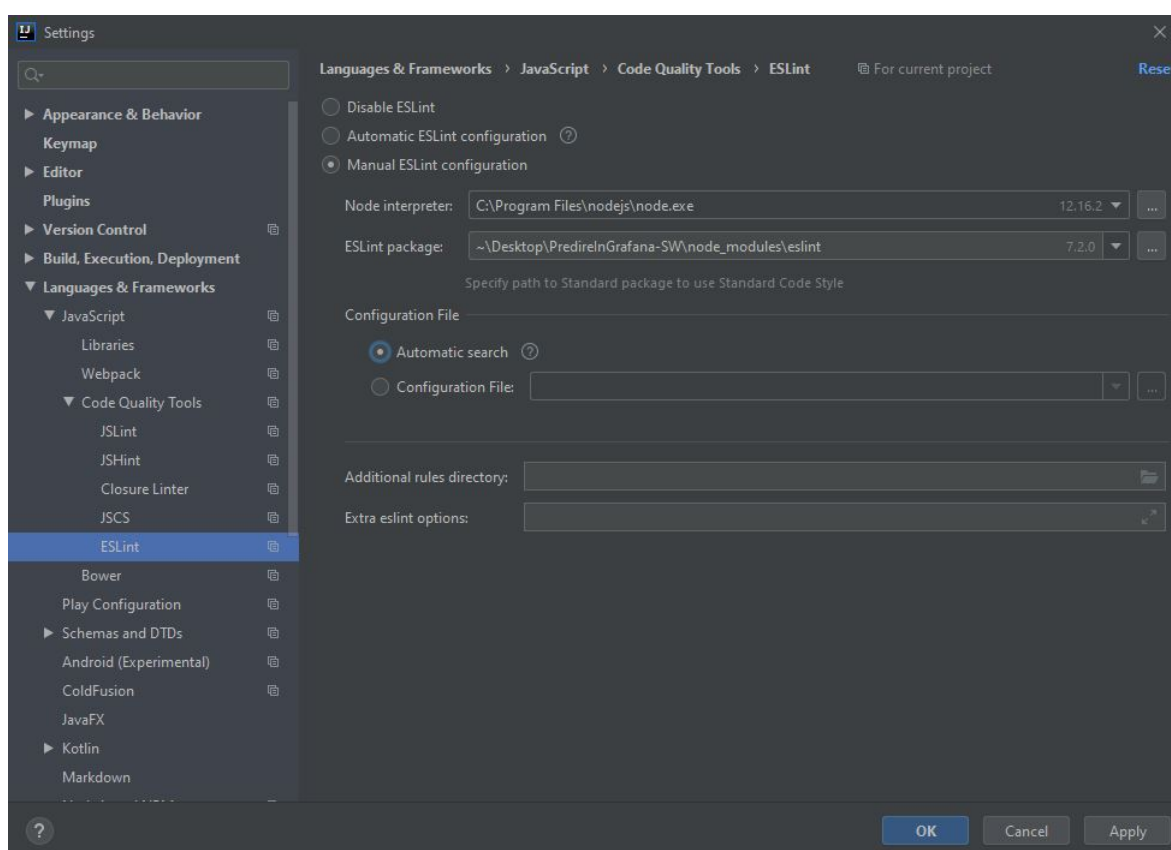 Settings
Languages & Frameworks › JavaScript › Code Quality Tools › ESLint For current project Rese
Appearance & Behavior
Keymap
Editor
Plugins
Version Control
Build, Execution, Deployment
Languages & Frameworks
JavaScript
Libraries
Webpack
Code Quality Tools
JSLint
JSHint
Closure Linter
JSCS
ESLint
Bower
Play Configuration
Schemas and DTDs
Android (Experimental)
ColdFusion
JavaFX
Kotlin
Markdown
Disable ESLint
Automatic ESLint configuration ?
Manual ESLint configuration
Node interpreter: C:\Program Files\nodejs\node.exe 12.16.2 ...
ESLint package: ~\Desktop\PredireInGrafana-SW\node_modules\eslint 7.2.0 ...
Specify path to Standard package to use Standard Code Style
Configuration File
Automatic search ?
Configuration File: ...
Additional rules directory:
Extra eslint options:
? OK Cancel Apply